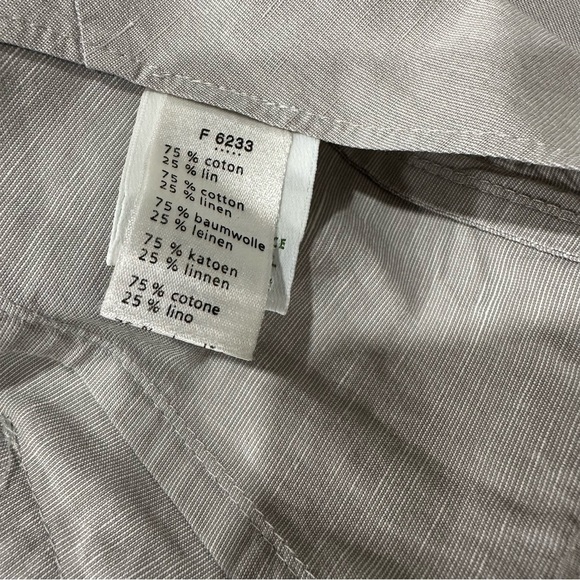 F 6233
75 % coton
25 % lin
75 % cotton
25 % linen
75 % baumwolle
25 % leinen
75 % katoen
25 % linnen
75 % cotone
25 % lino